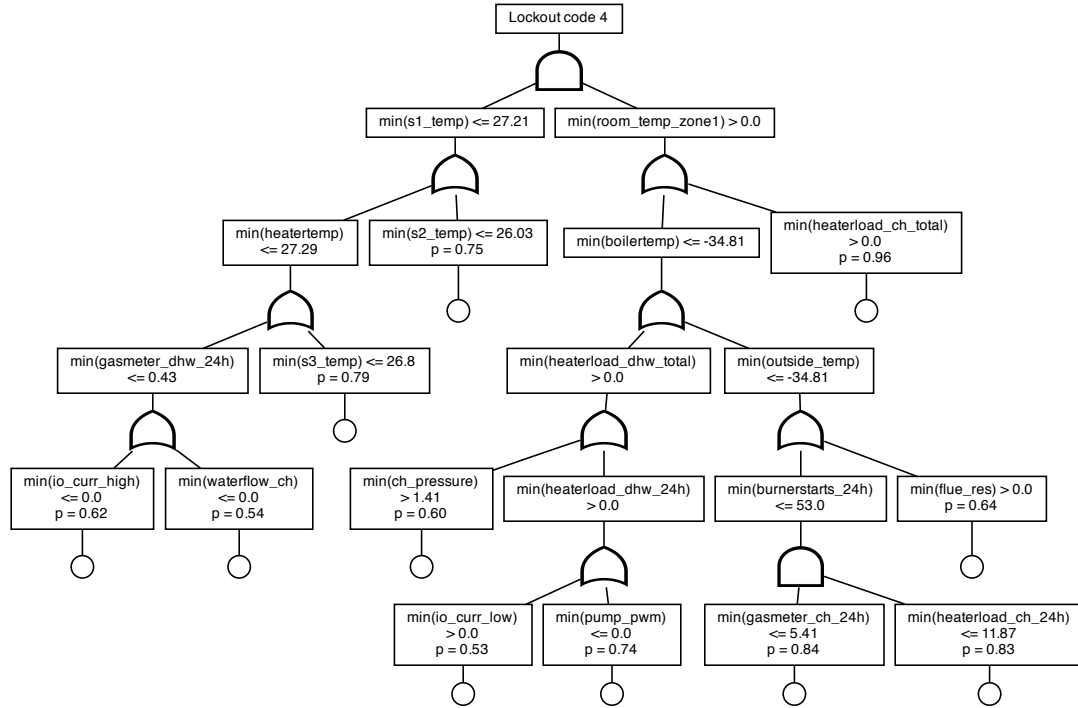 Lockout code 4
min(s1_temp) <= 27.21
min(room_temp_zone1) > 0.0
min(heatertemp)
<= 27.29
min(s2_temp) <= 26.03
p = 0.75
min(boilertemp) <= -34.81
min(heaterload_ch_total)
> 0.0
p = 0.96
min(gasmeter_dhw_24h)
<= 0.43
min(s3_temp) <= 26.8
p = 0.79
min(heaterload_dhw_total)
> 0.0
min(outside_temp)
<= -34.81
min(io_curr_high)
<= 0.0
p = 0.62
min(waterflow_ch)
<= 0.0
p = 0.54
min(ch_pressure)
> 1.41
p = 0.60
min(heaterload_dhw_24h)
> 0.0
min(burnerstarts_24h)
<= 53.0
min(flue_res) > 0.0
p = 0.64
min(io_curr_low)
> 0.0
p = 0.53
min(pump_pwm)
<= 0.0
p = 0.74
min(gasmeter_ch_24h)
<= 5.41
p = 0.84
min(heaterload_ch_24h)
<= 11.87
p = 0.83